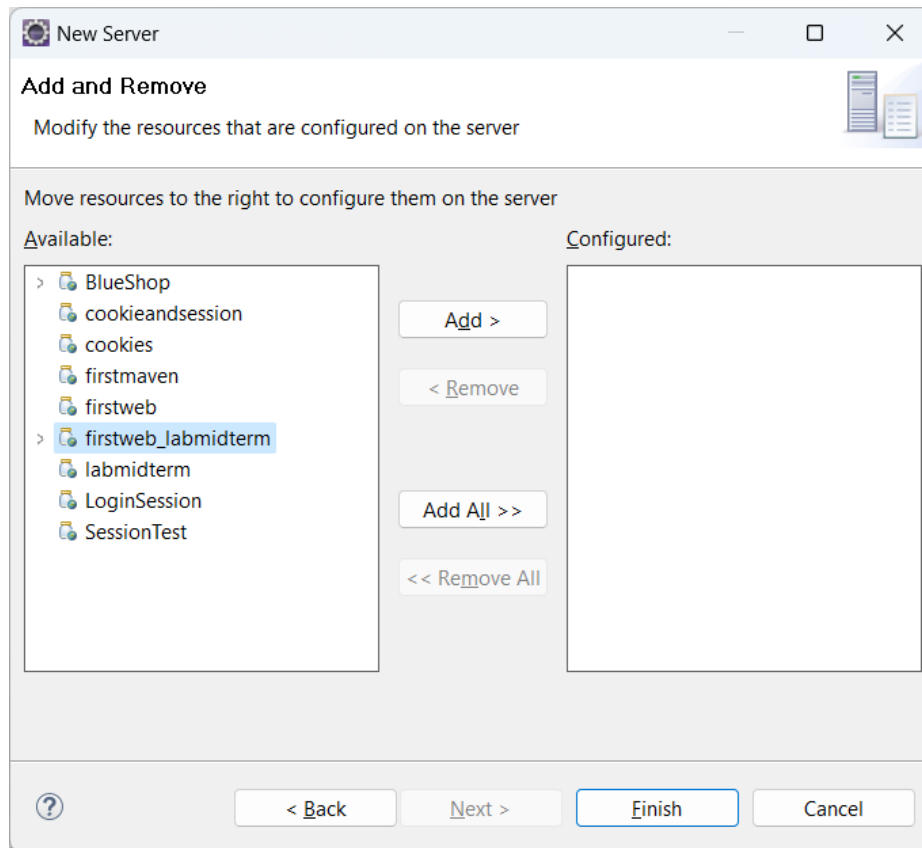 New Server
Add and Remove
Modify the resources that are configured on the server
Move resources to the right to configure them on the server
Available:
Configured:
BlueShop
cookieandsession
cookies
firstmaven
firstweb
firstweb_labmidterm
labmidterm
LoginSession
SessionTest
Add >
< Remove
Add All >>
<< Remove All
?
< Back
Next >
Finish
Cancel